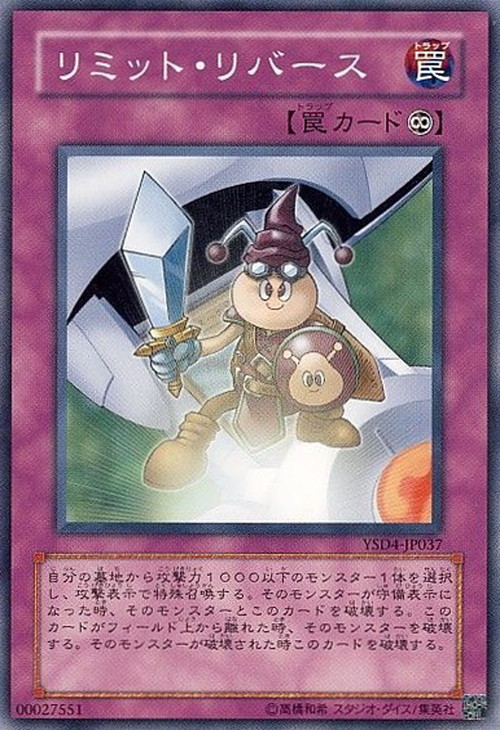 リミット・リバース
罠
トラップ
【罠カード】
トラップ
YSD4-JP037
自分の墓地から攻撃力1000以下のモンスター1体を選択
し、攻撃表示で特殊召喚する。そのモンスターが守備表示に
なった時、そのモンスターとこのカードを破壊する。この
カードがフィールド上から離れた時、そのモンスターを破壊
する。そのモンスターが破壊された時このカードを破壊する。
00027551
©高橋和希 スタジオ・ダイス/集英社